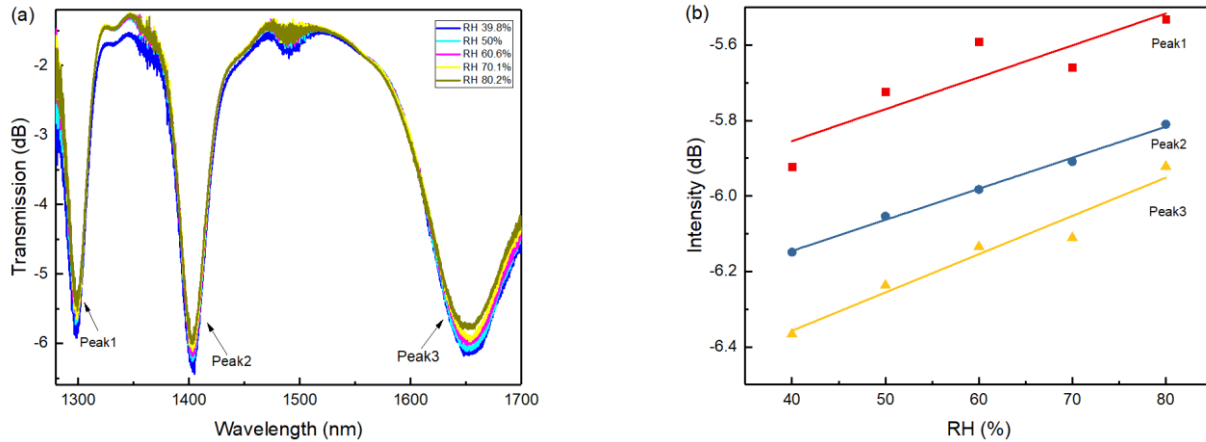 (a)
RH 39.8%
RH 50%
RH 60.6%
RH 70.1%
RH 80.2%
-2
-3
-4
-5
-6
Transmission (dB)
Peak1
Peak2
Peak3
1300
1400
1500
1600
1700
Wavelength (nm)
(b)
-5.6
-5.8
-6.0
-6.2
-6.4
Intensity (dB)
Peak1
Peak2
Peak3
40
50
60
70
80
RH (%)